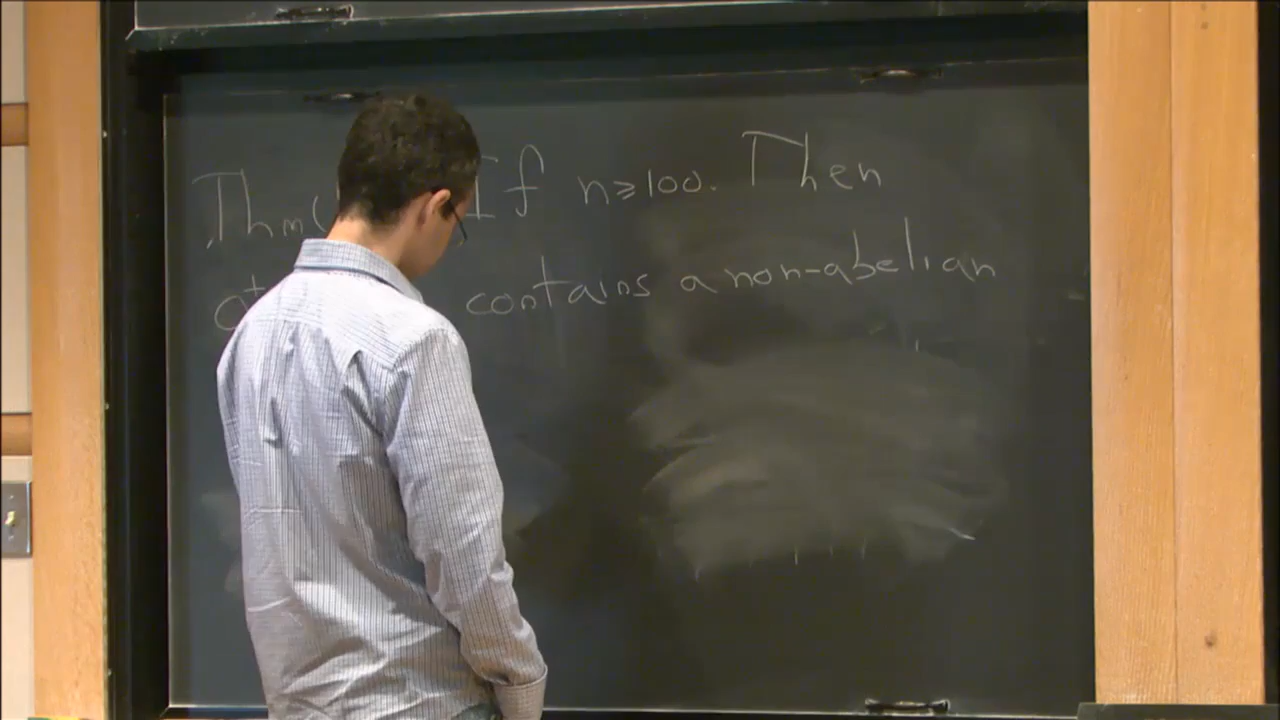 Thm( If n≥100. Then
contains a non-abelian